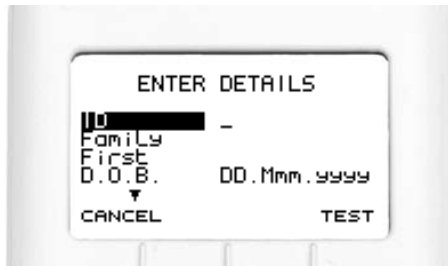 ENTER DETAILS
ID _
Family
First
D.O.B. DD.Mmm.yyyy
CANCEL TEST